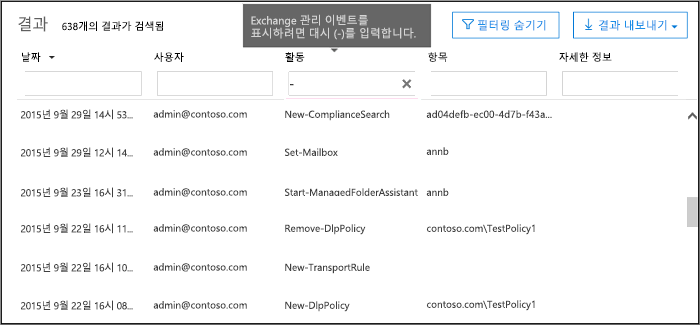 결과 638개의 결과가 검색됨
Exchange 관리 이벤트를
표시하려면 대시 (-)를 입력합니다.
필터링 숨기기 결과 내보내기
날짜 사용자 활동 항목 자세한 정보
-
2015년 9월 29일 14시 53... admin@contoso.com New-ComplianceSearch ad04defb-ec00-4d7b-f43a...
2015년 9월 29일 12시 14... admin@contoso.com Set-Mailbox annb
2015년 9월 23일 16시 31... admin@contoso.com Start-ManagedFolderAssistant annb
2015년 9월 22일 16시 11... admin@contoso.com Remove-DlpPolicy contoso.com\TestPolicy1
2015년 9월 22일 16시 10... admin@contoso.com New-TransportRule
2015년 9월 22일 16시 08... admin@contoso.com New-DlpPolicy contoso.com\TestPolicy1